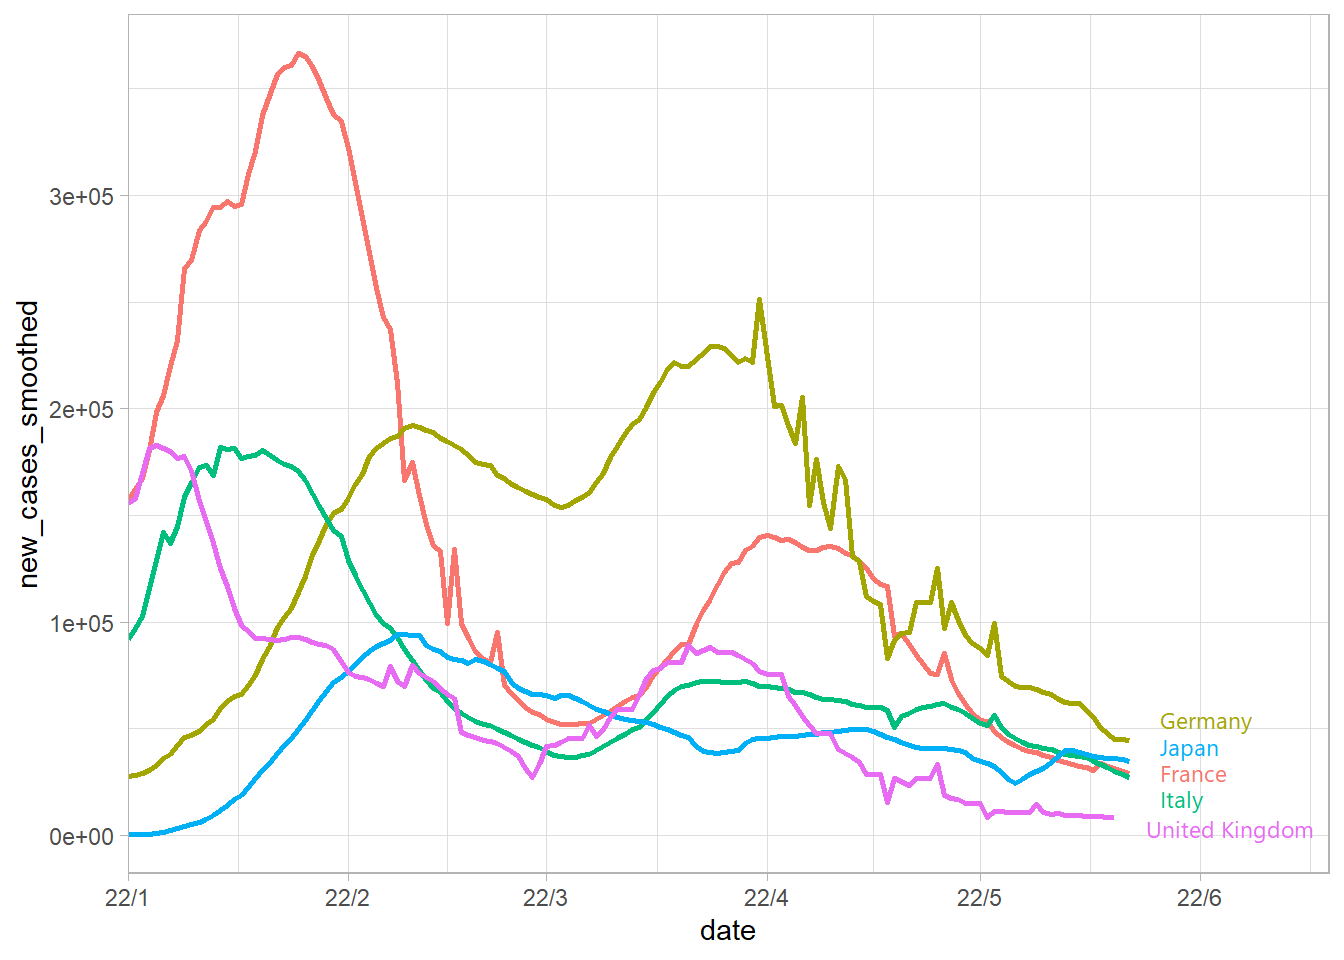 new_cases_smoothed
3e+05
2e+05
1e+05
0e+00
Germany
Japan
France
Italy
United Kingdom
22/1 22/2 22/3 22/4 22/5 22/6
date